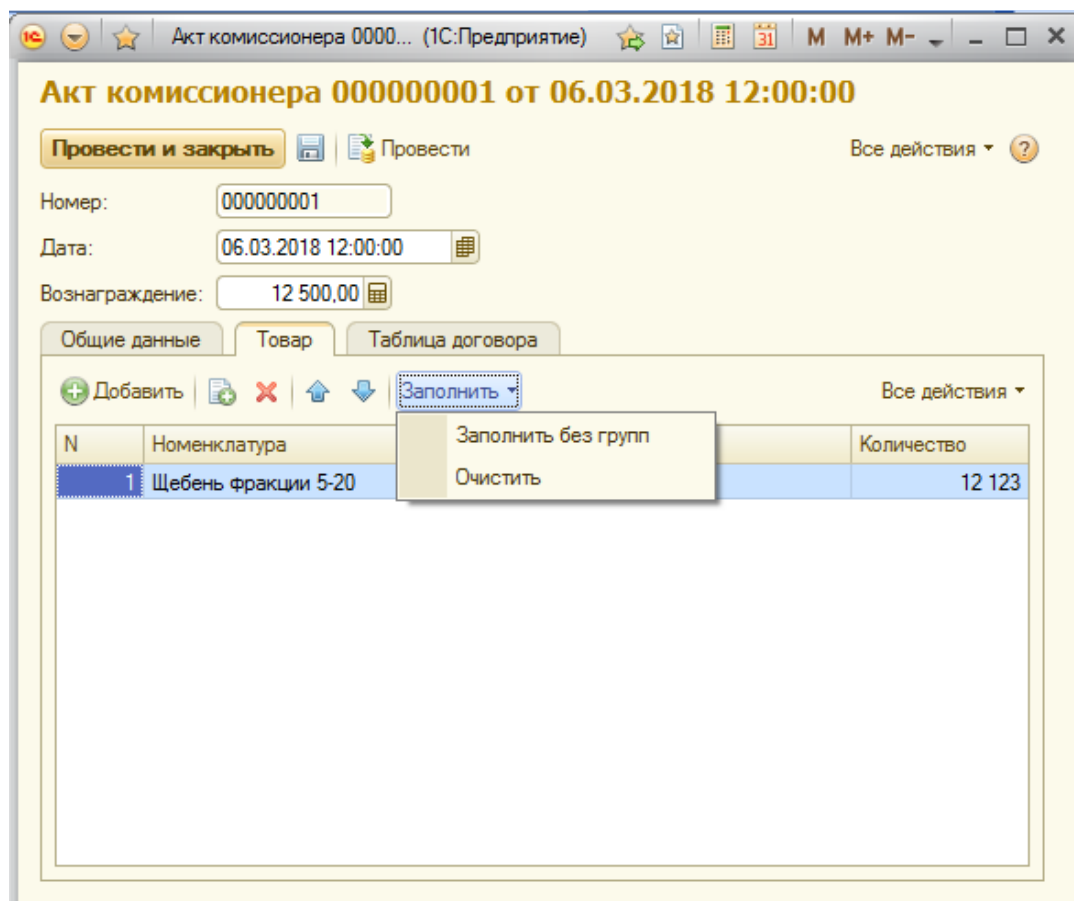 Акт комиссионера 0000... (1С:Предприятие) 31 M M+ M-
Акт комиссионера 000000001 от 06.03.2018 12:00:00
Провести и закрыть Провести Все действия ?
Номер: 000000001
Дата: 06.03.2018 12:00:00
Вознаграждение: 12 500,00
Общие данные Товар Таблица договора
Добавить Заполнить Все действия
Заполнить без групп
Очистить
N Номенклатура Количество
1 Щебень фракции 5-20 12 123